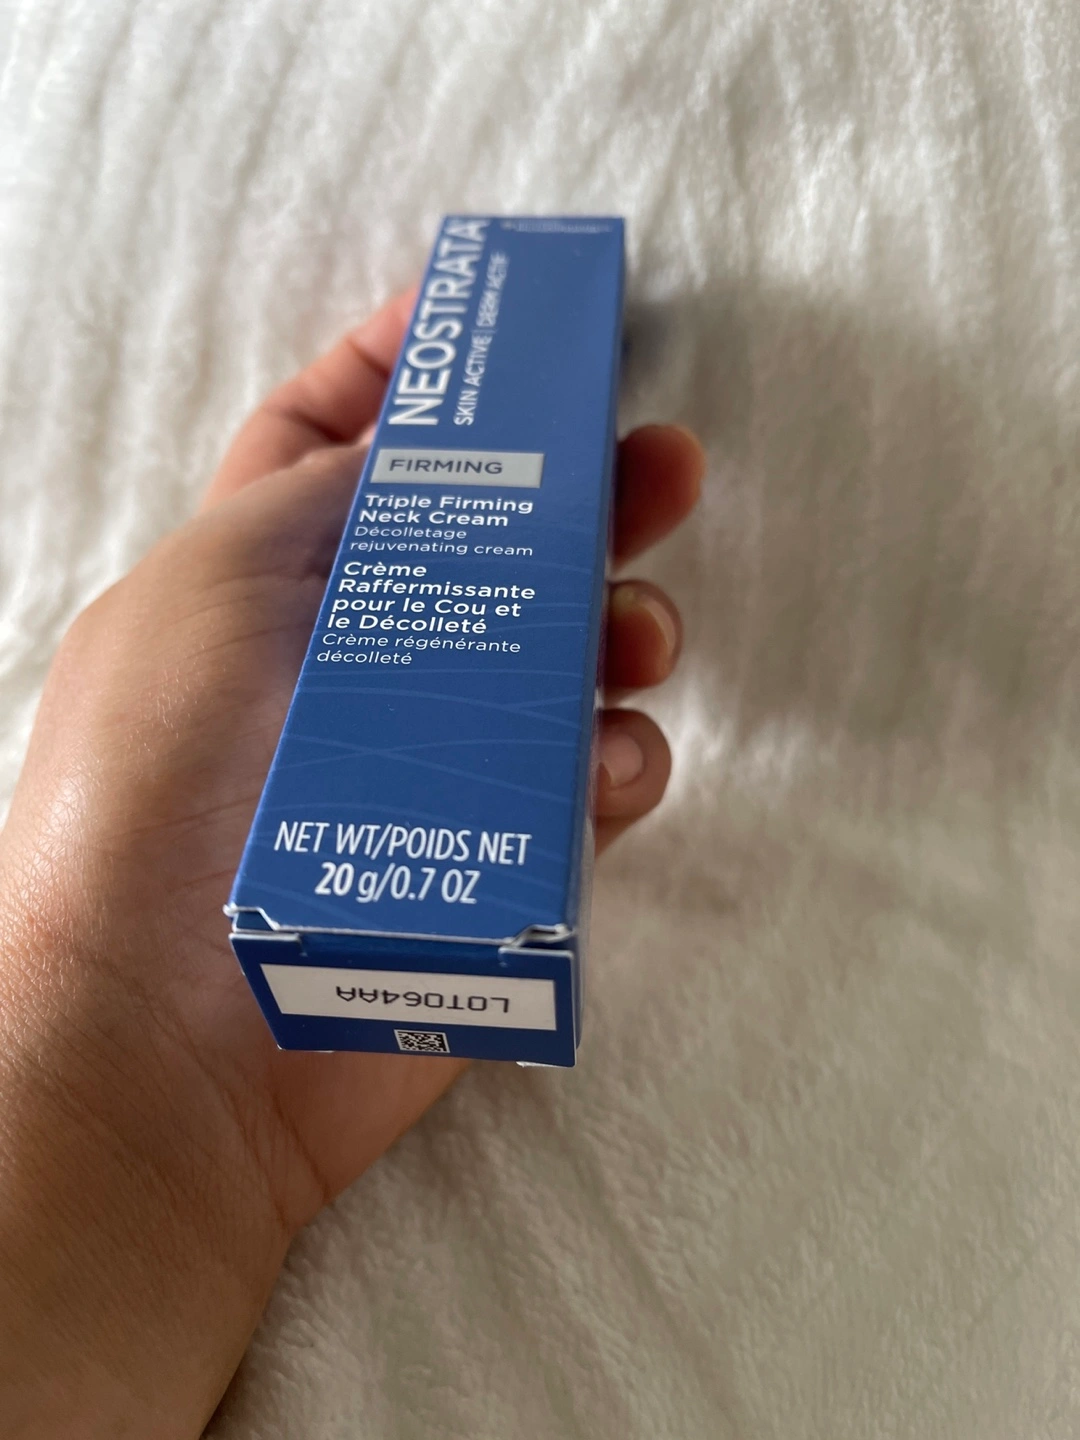 NEOSTRATA
SKIN ACTIVE | DERM ACTIF
FIRMING
Triple Firming
Neck Cream
Décolletage
rejuvenating cream
Crème
Raffermissante
pour le Cou et
le Décolleté
Crème régénérante
décolleté
NET WT/POIDS NET
20 g/0.7 OZ
LOT064AA